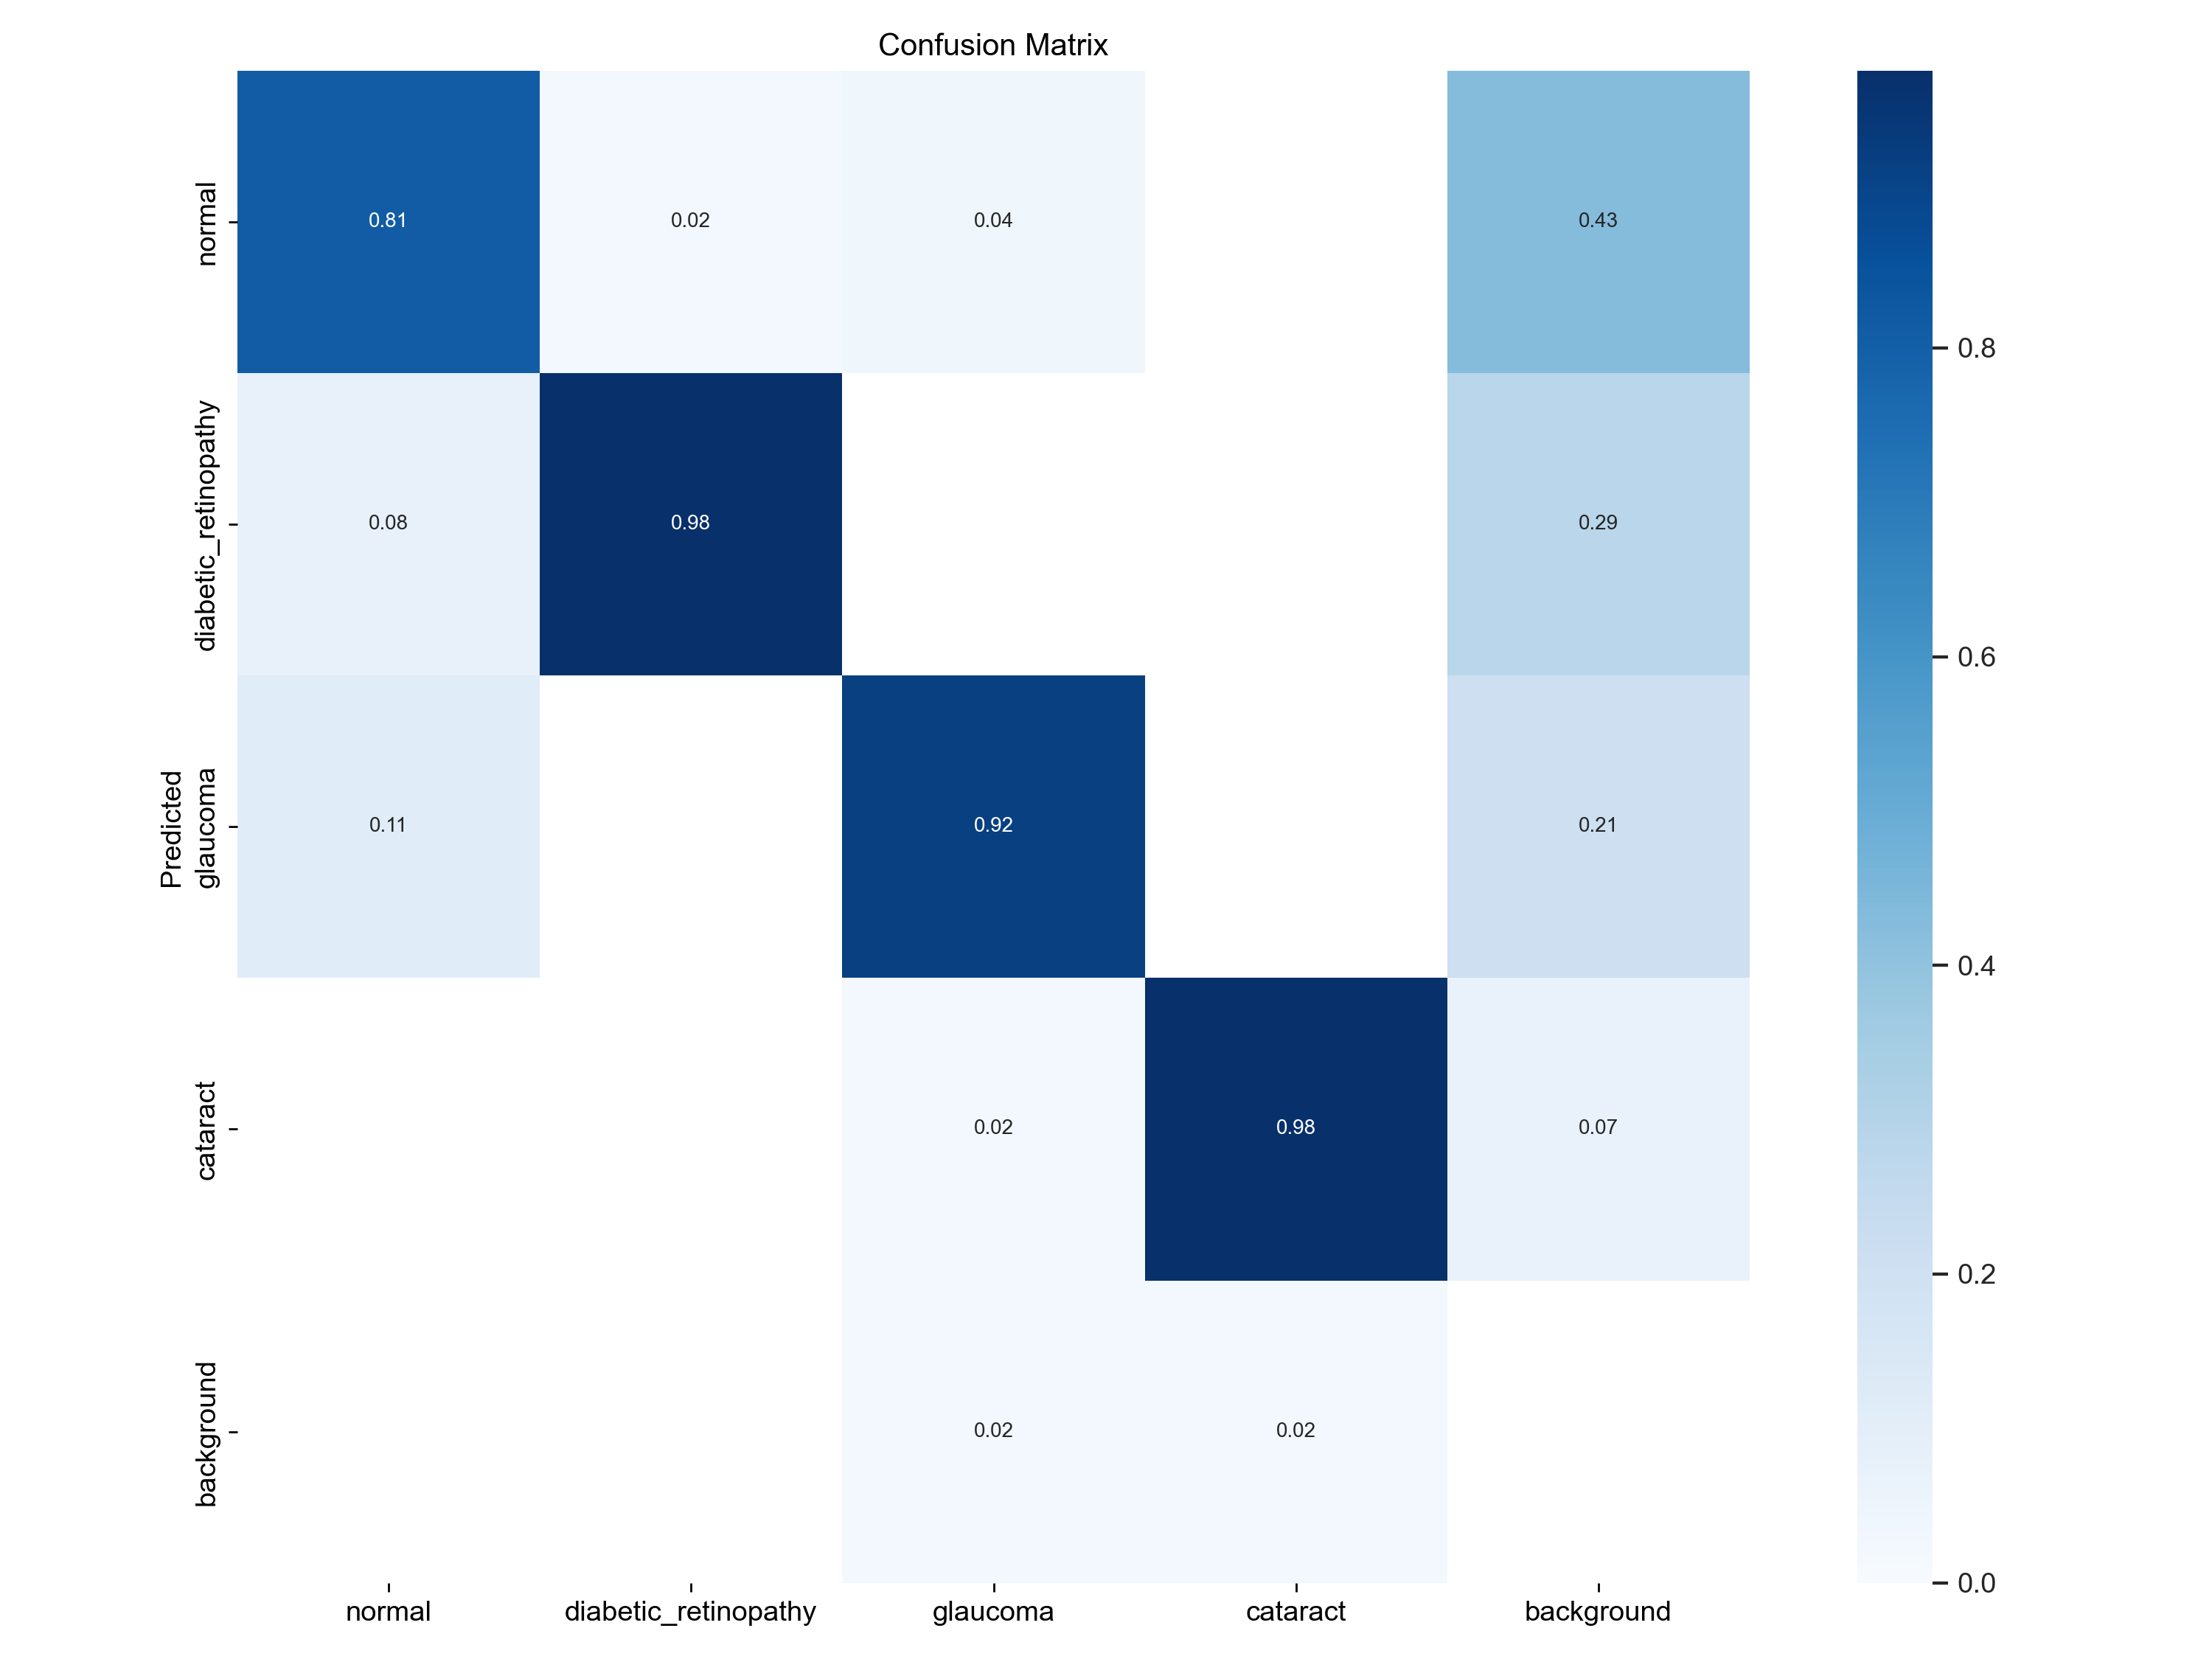 Confusion Matrix
normal
0.81
0.02
0.04
0.43
0.8
diabetic_retinopathy
0.08
0.98
0.29
0.6
Predicted
glaucoma
0.11
0.92
0.21
0.4
cataract
0.02
0.98
0.07
0.2
background
0.02
0.02
0.0
normal
diabetic_retinopathy
glaucoma
cataract
background